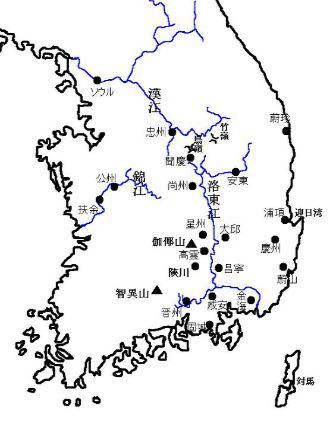 ソウル
漢江
蔚珍
忠州
竹嶺
聞慶
安東
公州
錦江
尚州
洛東江
扶余
星州
大邱
浦項
迎日湾
伽倻山
慶州
高霊
陜川
昌寧
蔚山
智異山
晋州
咸安
金海
固城
対馬